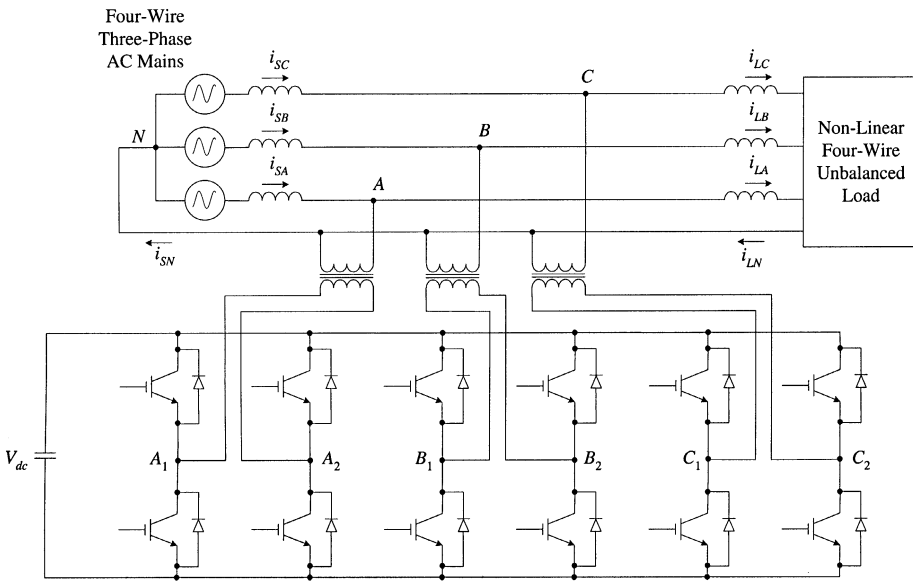 Four-Wire
Three-Phase
AC Mains
i_SC
C
i_LC
N
i_SB
B
i_LB
Non-Linear
Four-Wire
Unbalanced
Load
i_SA
A
i_LA
i_SN
i_LN
V_dc
A_1
A_2
B_1
B_2
C_1
C_2